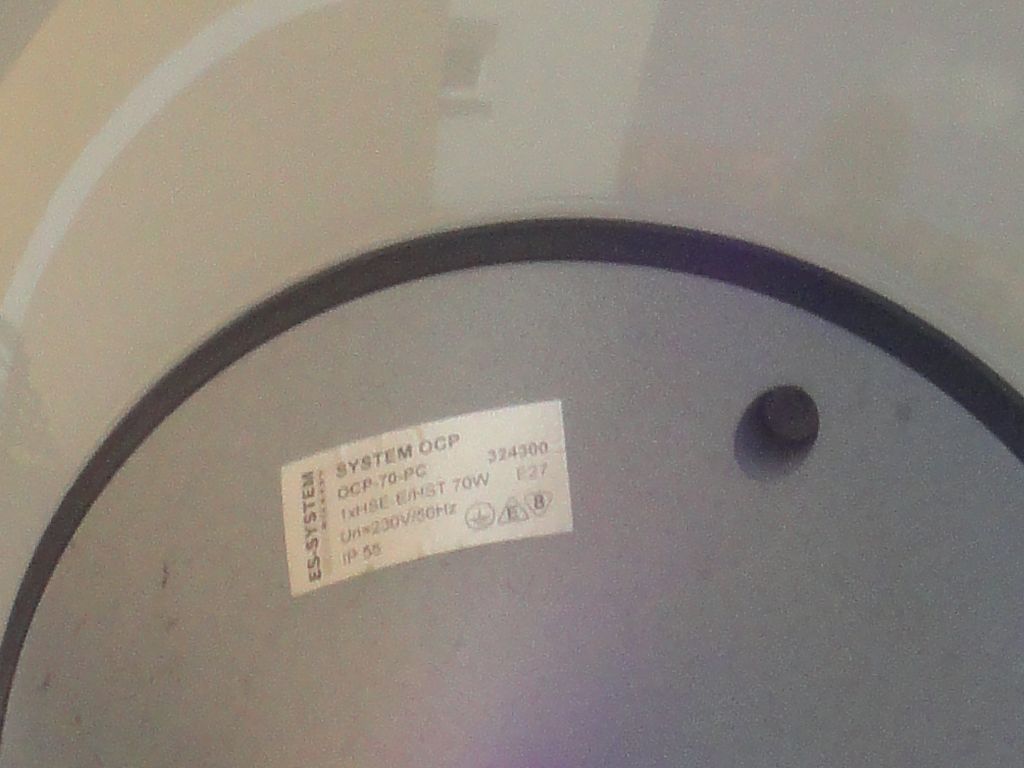 ES-SYSTEM
SYSTEM OCP
OCP-70-PC 324300
1xHSE-E/HST 70W E27
Un=230V/50Hz E B
IP 55